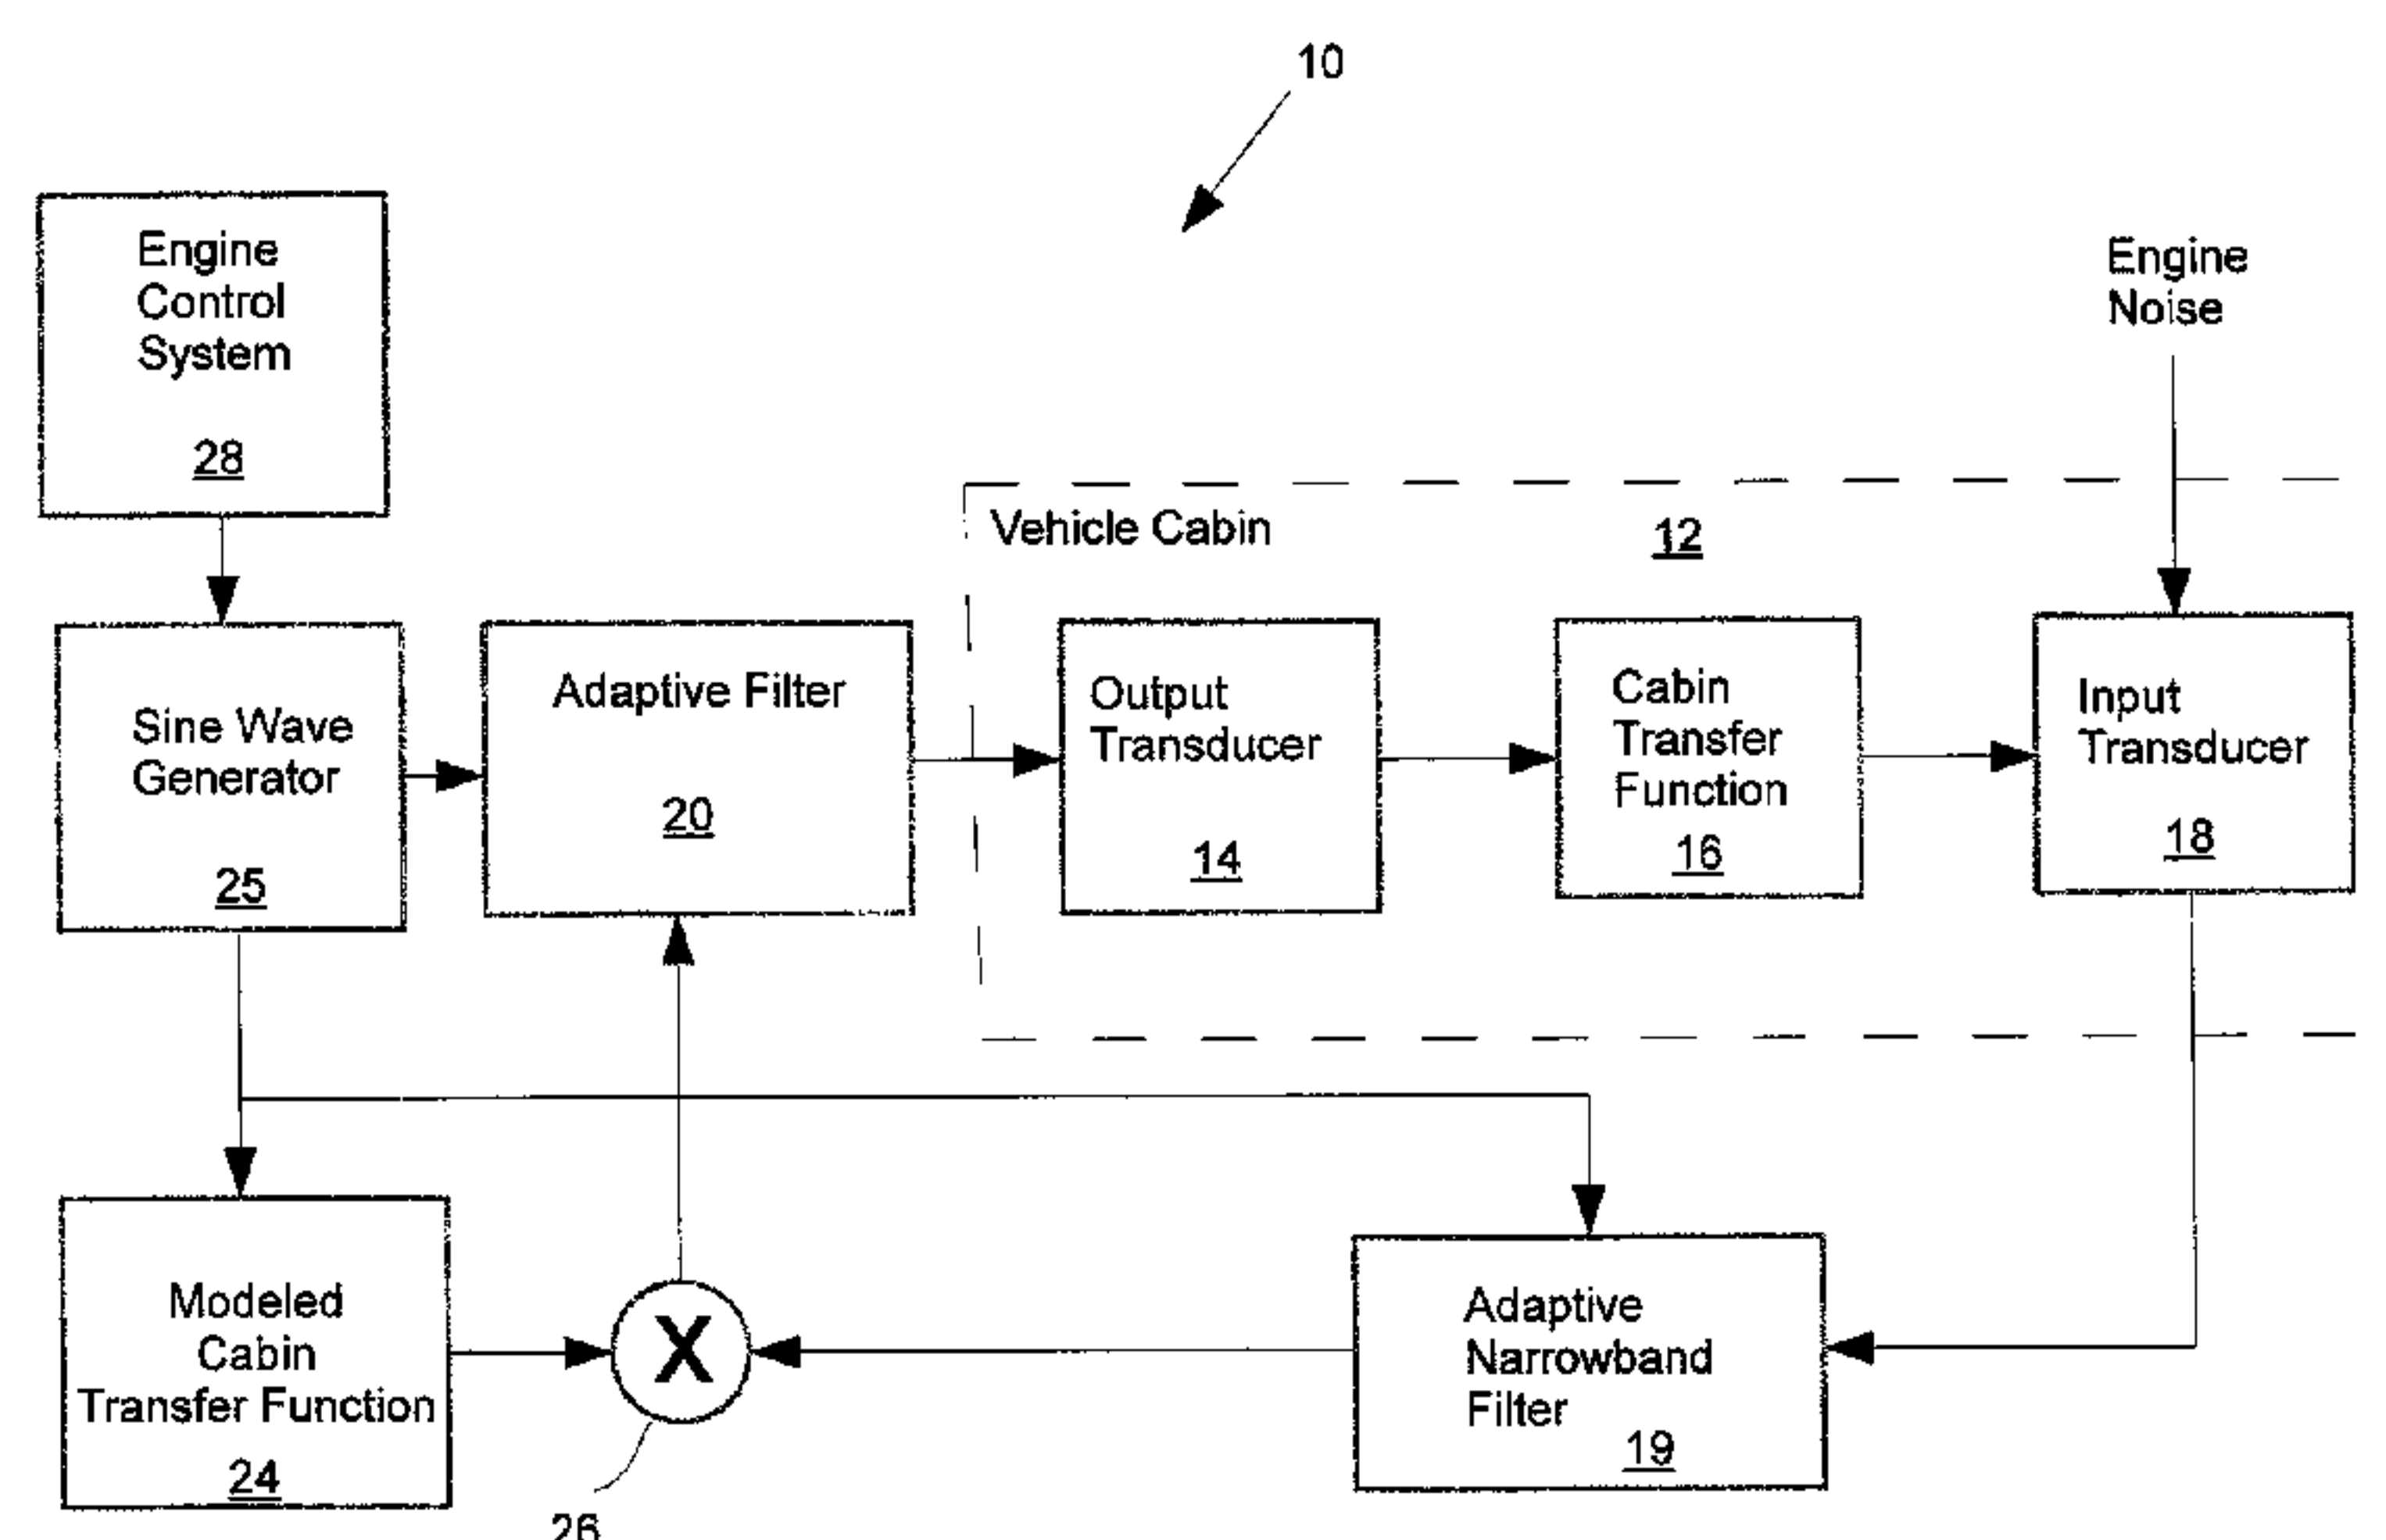 10
Engine
Control
System
28
Engine
Noise
Vehicle Cabin
12
Sine Wave
Generator
25
Adaptive Filter
20
Output
Transducer
14
Cabin
Transfer
Function
16
Input
Transducer
18
Modeled
Cabin
Transfer Function
24
X
26
Adaptive
Narrowband
Filter
19